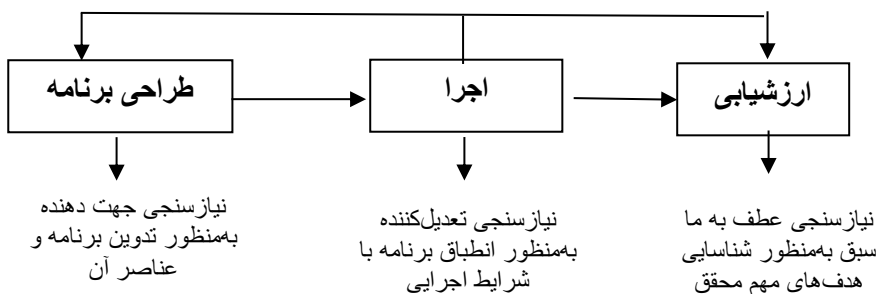 طراحی برنامه
اجرا
ارزشیابی
نیازسنجی جهت دهنده
به‌منظور تدوین برنامه و
عناصر آن
نیازسنجی تعدیل‌کننده
به‌منظور انطباق برنامه با
شرایط اجرایی
نیازسنجی عطف به ما
سبق به‌منظور شناسایی
هدف‌های مهم محقق